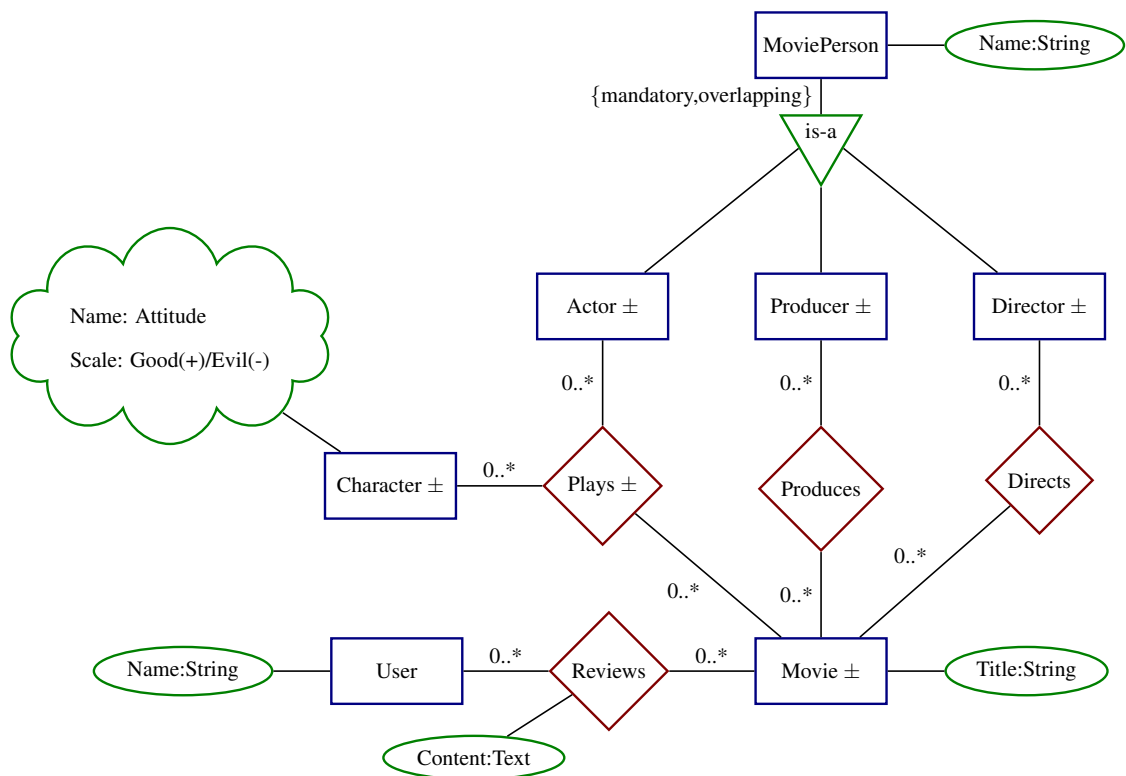 MoviePerson
Name:String
{mandatory,overlapping}
is-a
Actor ±
Producer ±
Director ±
Name: Attitude
Scale: Good(+)/Evil(-)
0..*
0..*
0..*
Character ±
0..*
Plays ±
Produces
Directs
0..*
0..*
0..*
Name:String
User
0..*
Reviews
0..*
Movie ±
Title:String
Content:Text